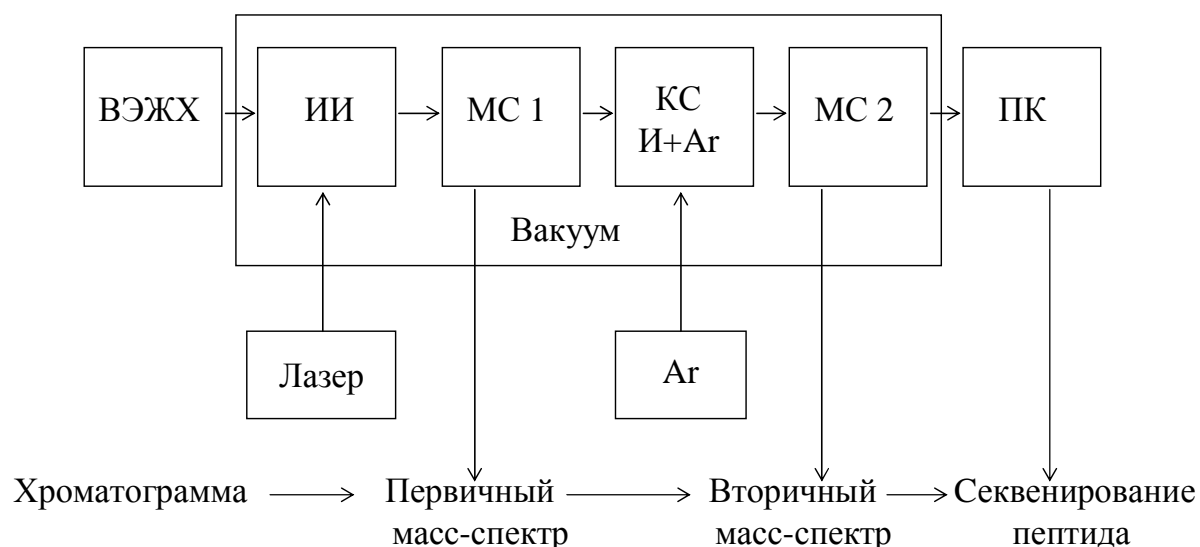 ВЭЖХ
ИИ
МС 1
КС
И+Ar
МС 2
ПК
Вакуум
Лазер
Ar
Хроматограмма
Первичный
масс-спектр
Вторичный
масс-спектр
Секвенирование
пептида